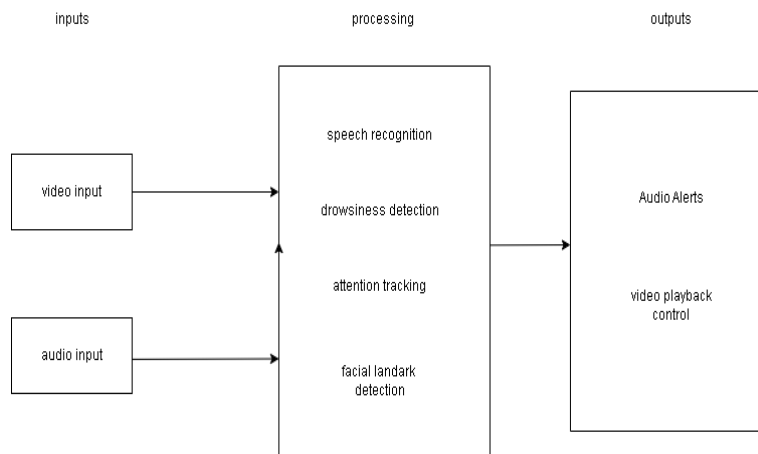 inputs
processing
outputs
video input
audio input
speech recognition
drowsiness detection
attention tracking
facial landark
detection
Audio Alerts
video playback
control